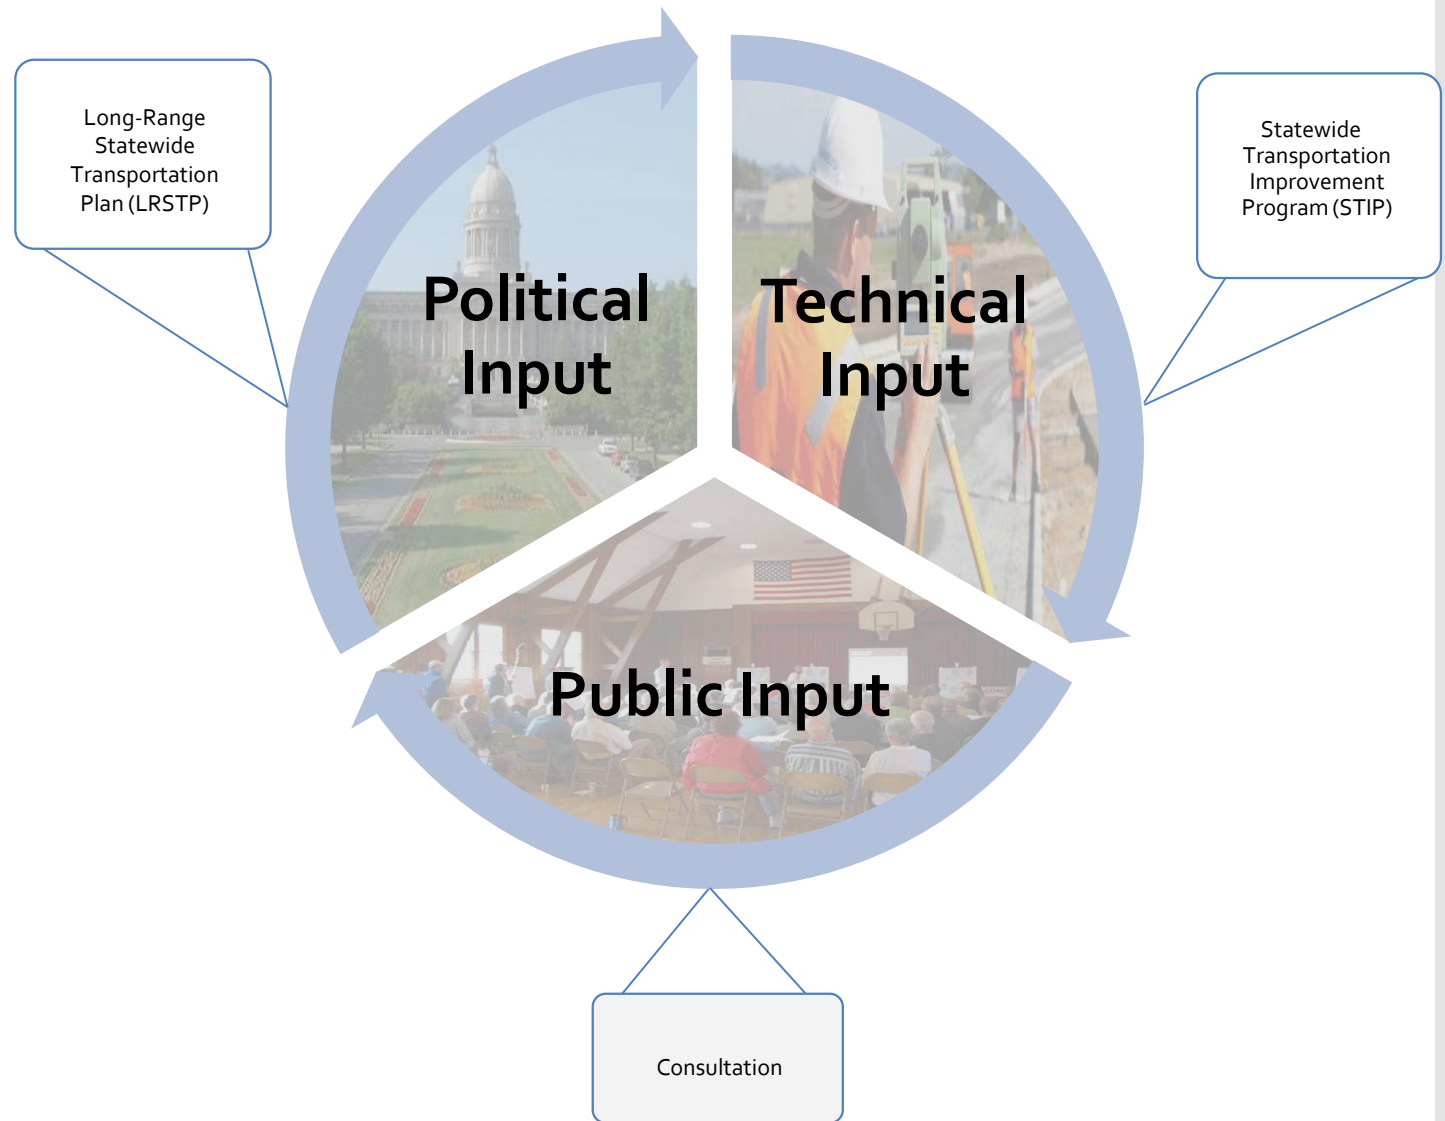 Long-Range
Statewide
Transportation
Plan (LRSTP)
Statewide
Transportation
Improvement
Program (STIP)
Political
Input
Technical
Input
Public Input
Consultation